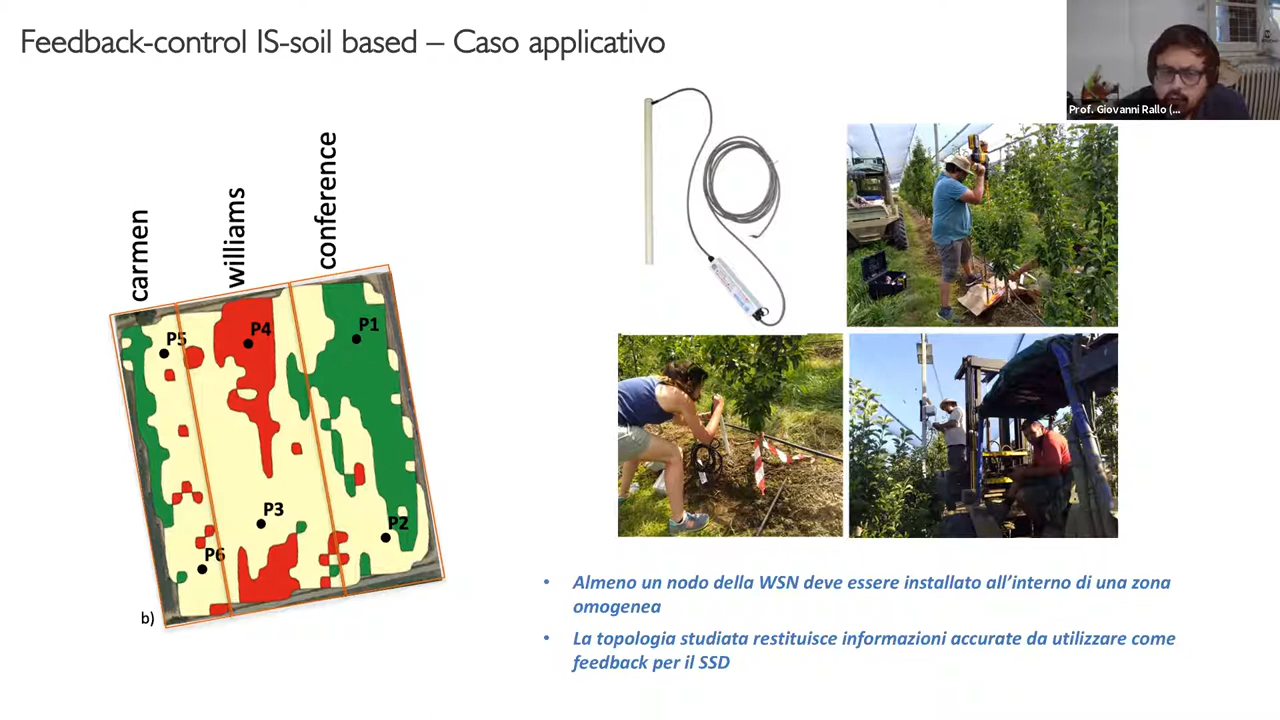 Feedback-control IS-soil based – Caso applicativo
Prof. Giovanni Rallo (...
carmen
williams
conference
P5
P4
P1
P3
P2
P6
b)
• Almeno un nodo della WSN deve essere installato all'interno di una zona
omogenea
• La topologia studiata restituisce informazioni accurate da utilizzare come
feedback per il SSD